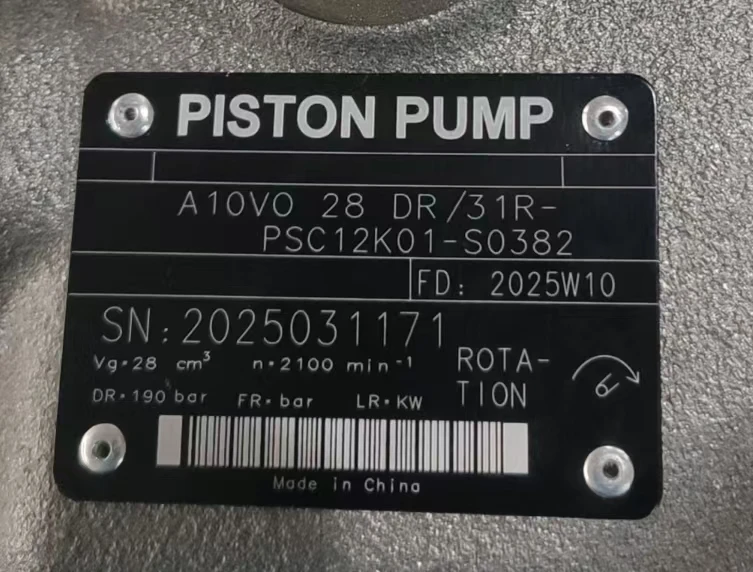 PISTON PUMP
A10VO 28 DR/31R-
PSC12K01-S0382
FD: 2025W10
SN:2025031171
Vg=28 cm³ n=2100 min⁻¹
ROTA-
TION
DR=190 bar FR= bar LR= KW
Made in China